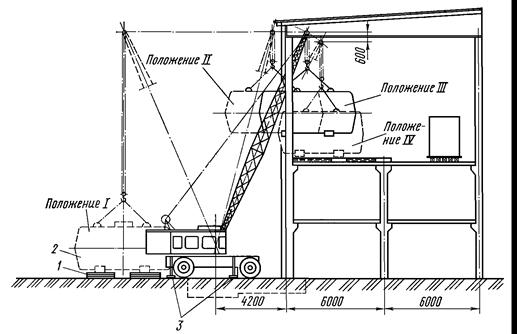 Положение II
600
Положение III
Положе-
ние IV
Положение I
2
1
3
4200
6000
6000